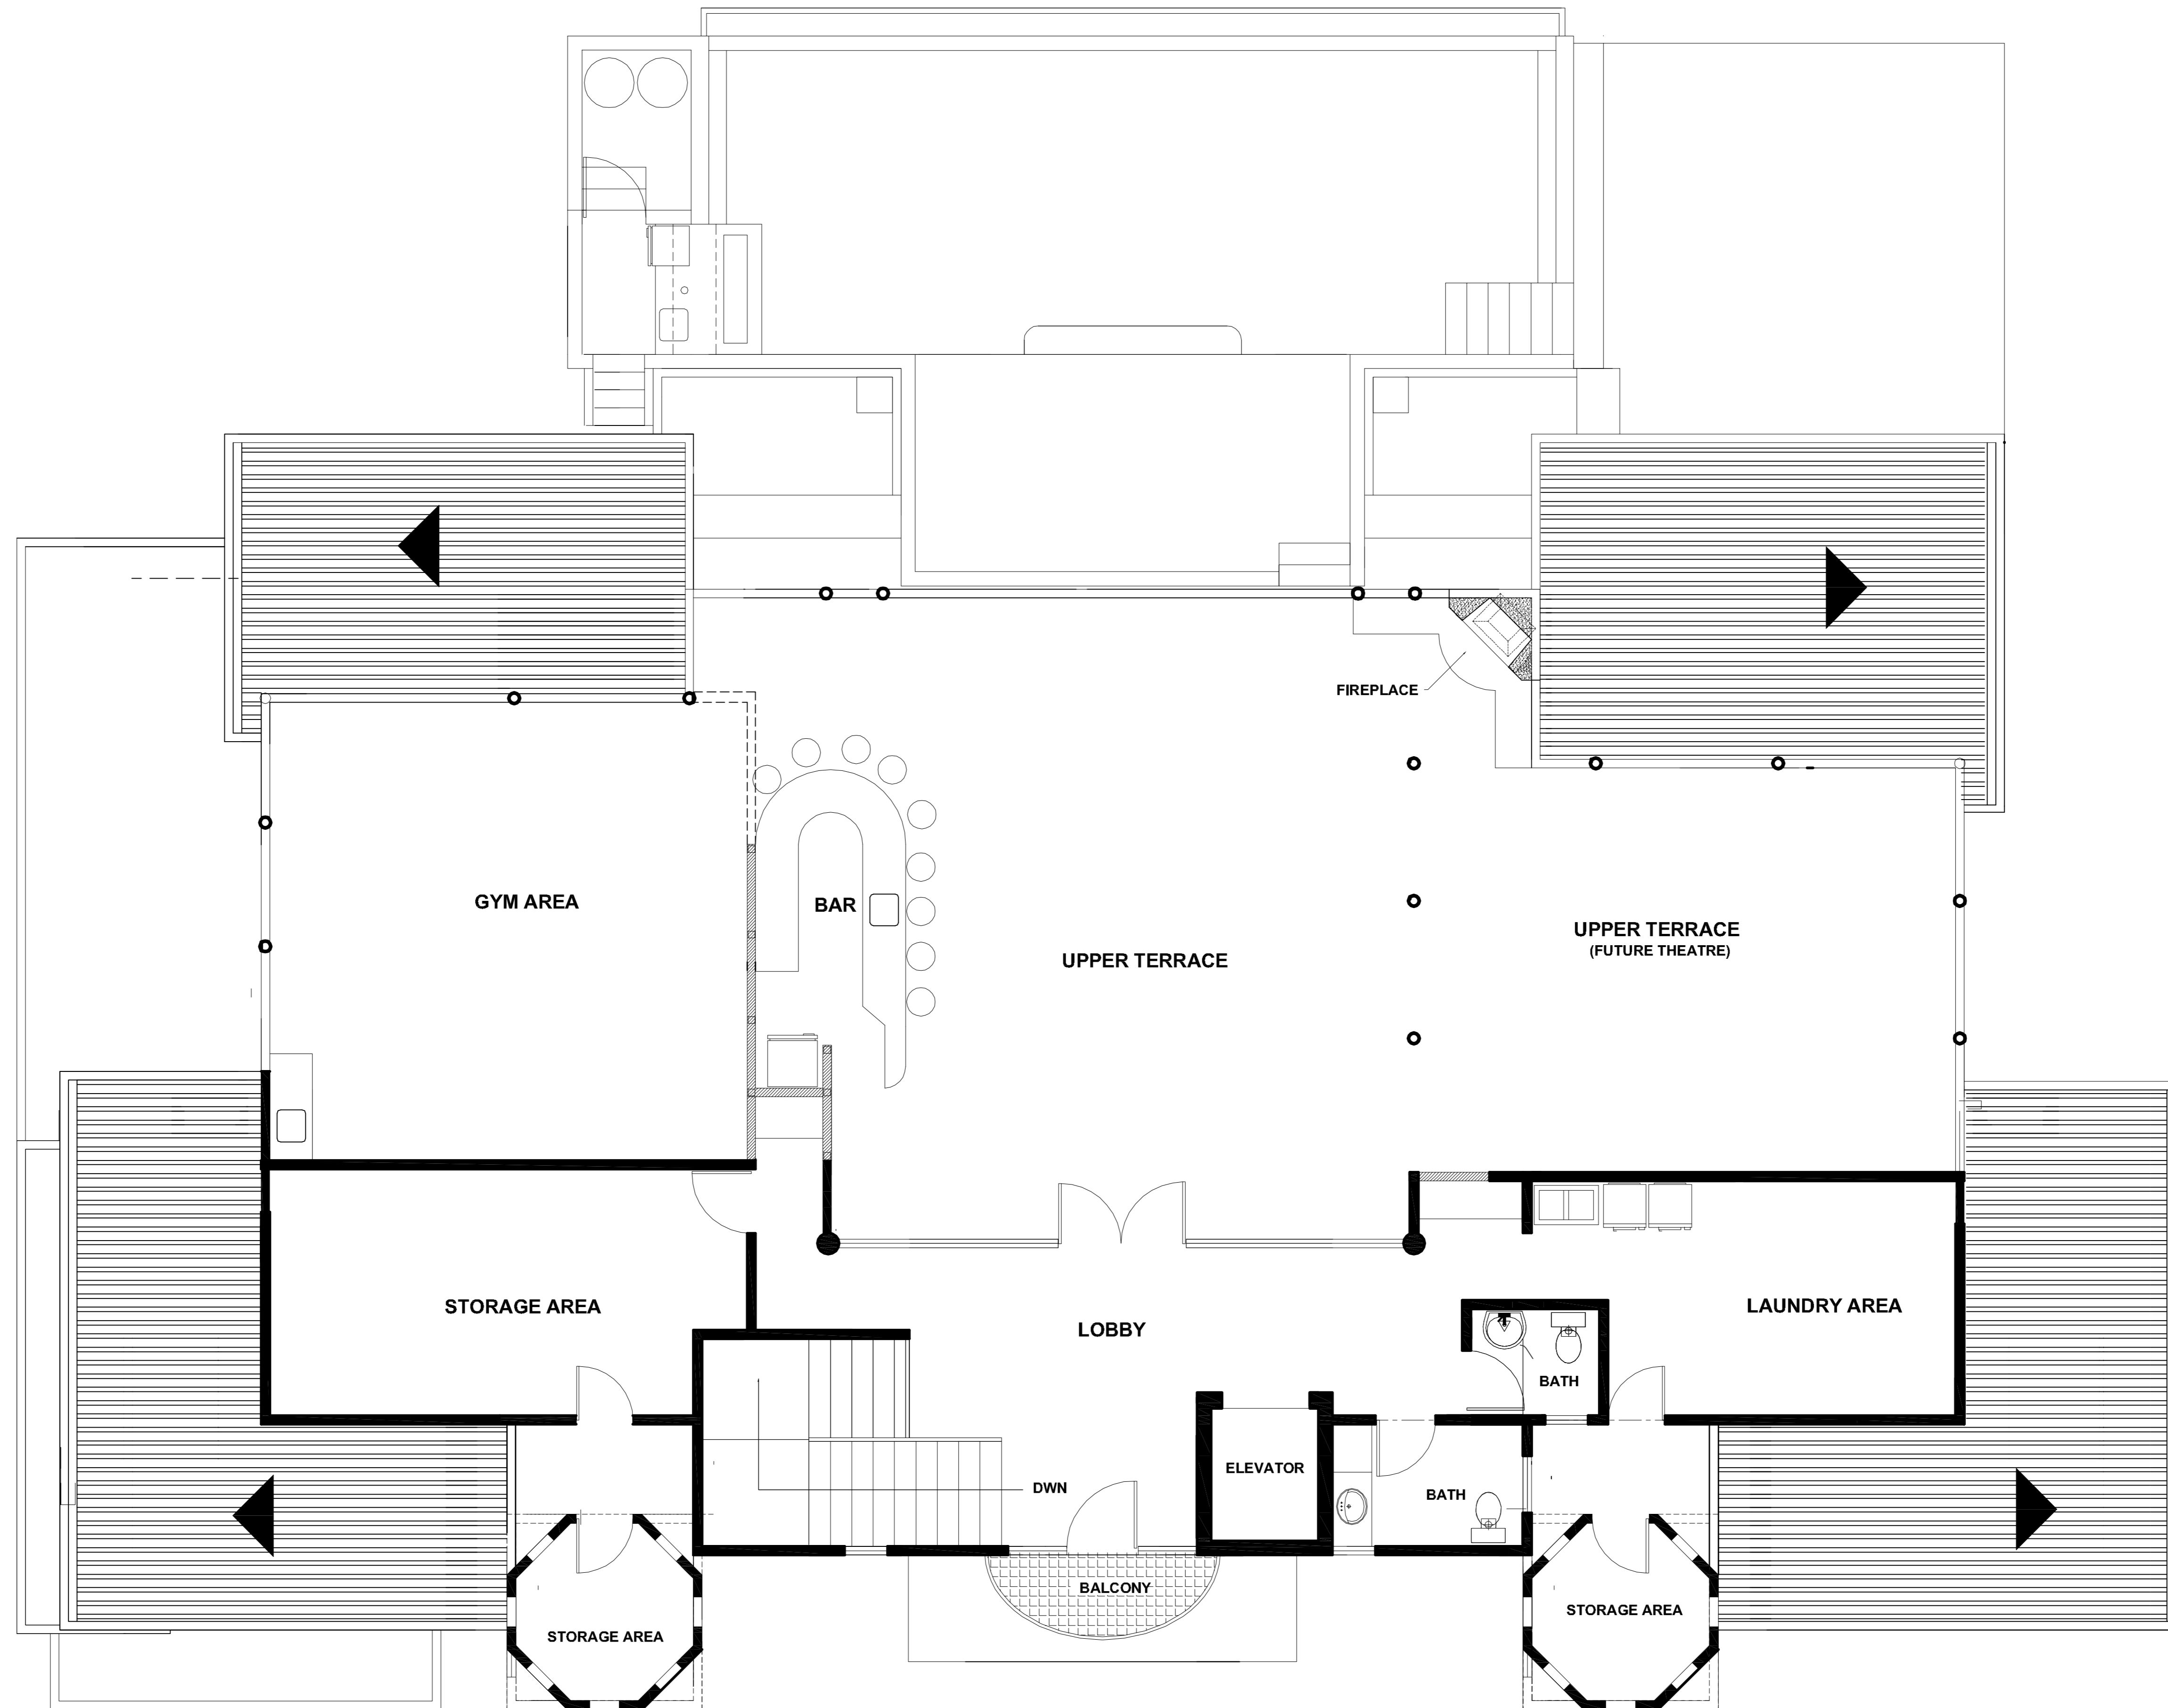 FIREPLACE
GYM AREA
BAR
UPPER TERRACE
UPPER TERRACE
(FUTURE THEATRE)
STORAGE AREA
LOBBY
LAUNDRY AREA
BATH
ELEVATOR
DWN
BATH
BALCONY
STORAGE AREA
STORAGE AREA